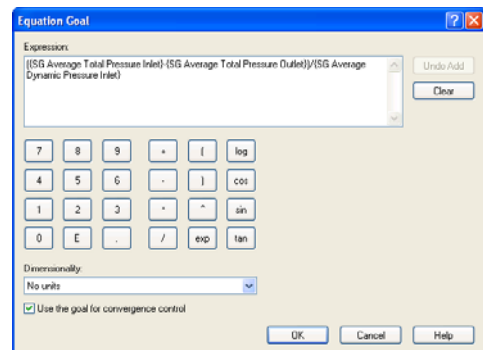 Equation Goal
Expression:
({SG Average Total Pressure Inlet}-{SG Average Total Pressure Outlet})/{SG Average
Dynamic Pressure Inlet}
Undo Add
Clear
7 8 9 + ( log
4 5 6 - ) cos
1 2 3 * ^ sin
0 E . / exp tan
Dimensionality:
No units
Use the goal for convergence control
OK Cancel Help